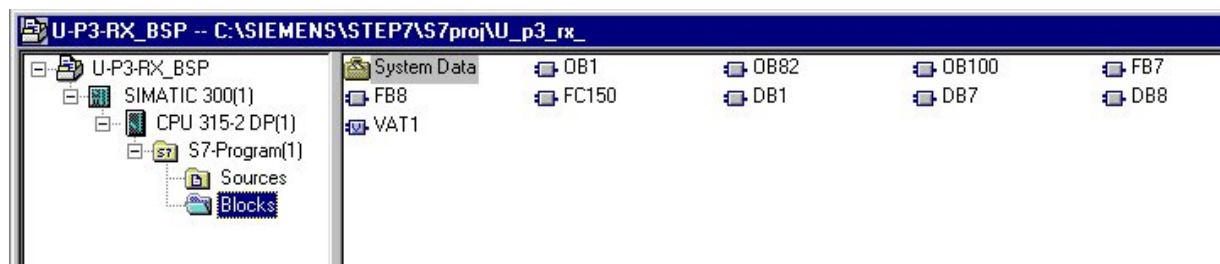 U-P3-RX_BSP -- C:\SIEMENS\STEP7\S7proj\U_p3_rx_
U-P3-RX_BSP
SIMATIC 300(1)
CPU 315-2 DP(1)
S7-Program(1)
Sources
Blocks
System Data OB1 OB82 OB100 FB7
FB8 FC150 DB1 DB7 DB8
VAT1